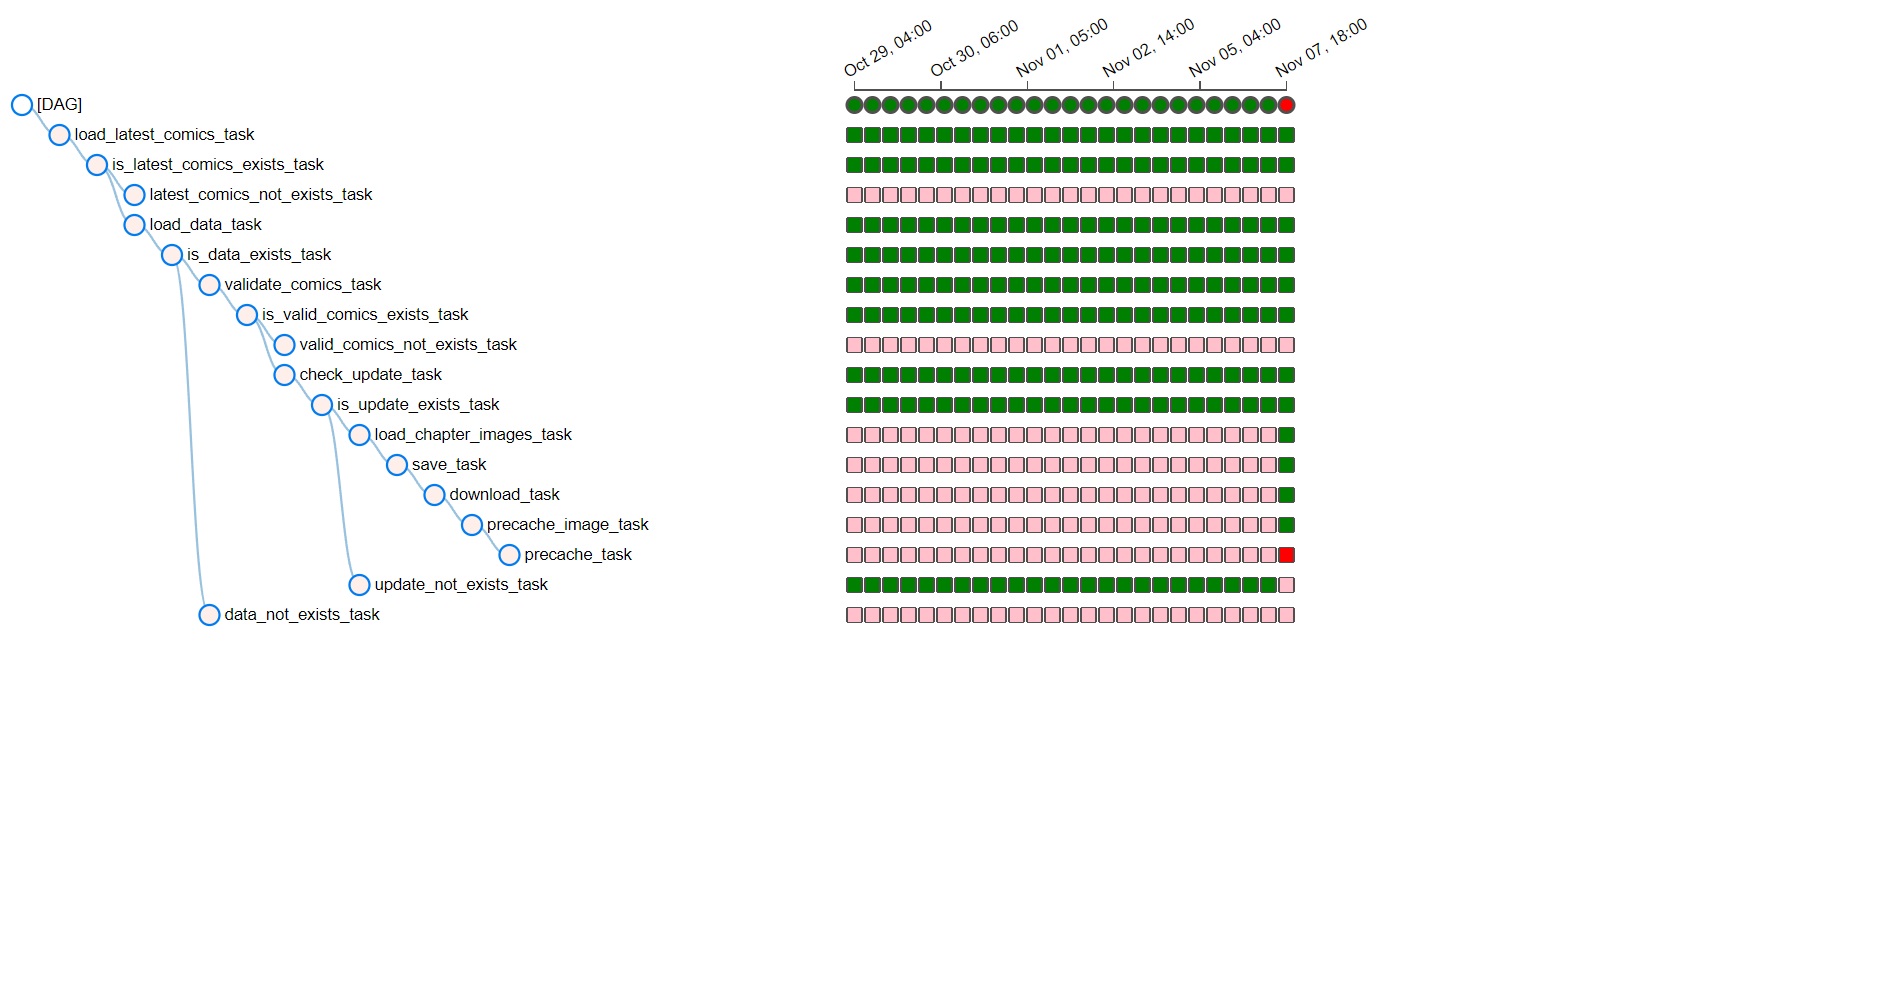 Oct 29, 04:00
Oct 30, 06:00
Nov 01, 05:00
Nov 02, 14:00
Nov 05, 04:00
Nov 07, 18:00
[DAG]
load_latest_comics_task
is_latest_comics_exists_task
latest_comics_not_exists_task
load_data_task
is_data_exists_task
validate_comics_task
is_valid_comics_exists_task
valid_comics_not_exists_task
check_update_task
is_update_exists_task
load_chapter_images_task
save_task
download_task
precache_image_task
precache_task
update_not_exists_task
data_not_exists_task